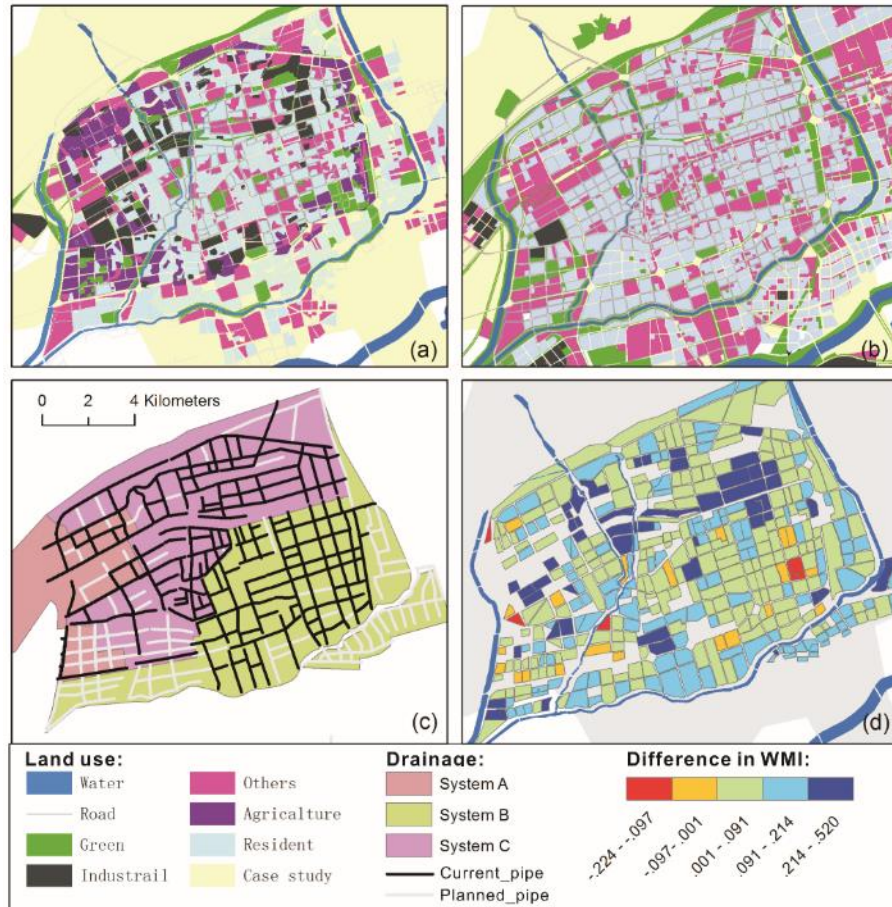 (a)
(b)
0 2 4 Kilometers
(c)
(d)
Land use:
Water
Road
Green
Industrail
Others
Agricalture
Resident
Case study
Drainage:
System A
System B
System C
Current_pipe
Planned_pipe
Difference in WMI:
-.224 - -.097
-.097-.001
.001 -.091
.091 -.214
.214 -.520